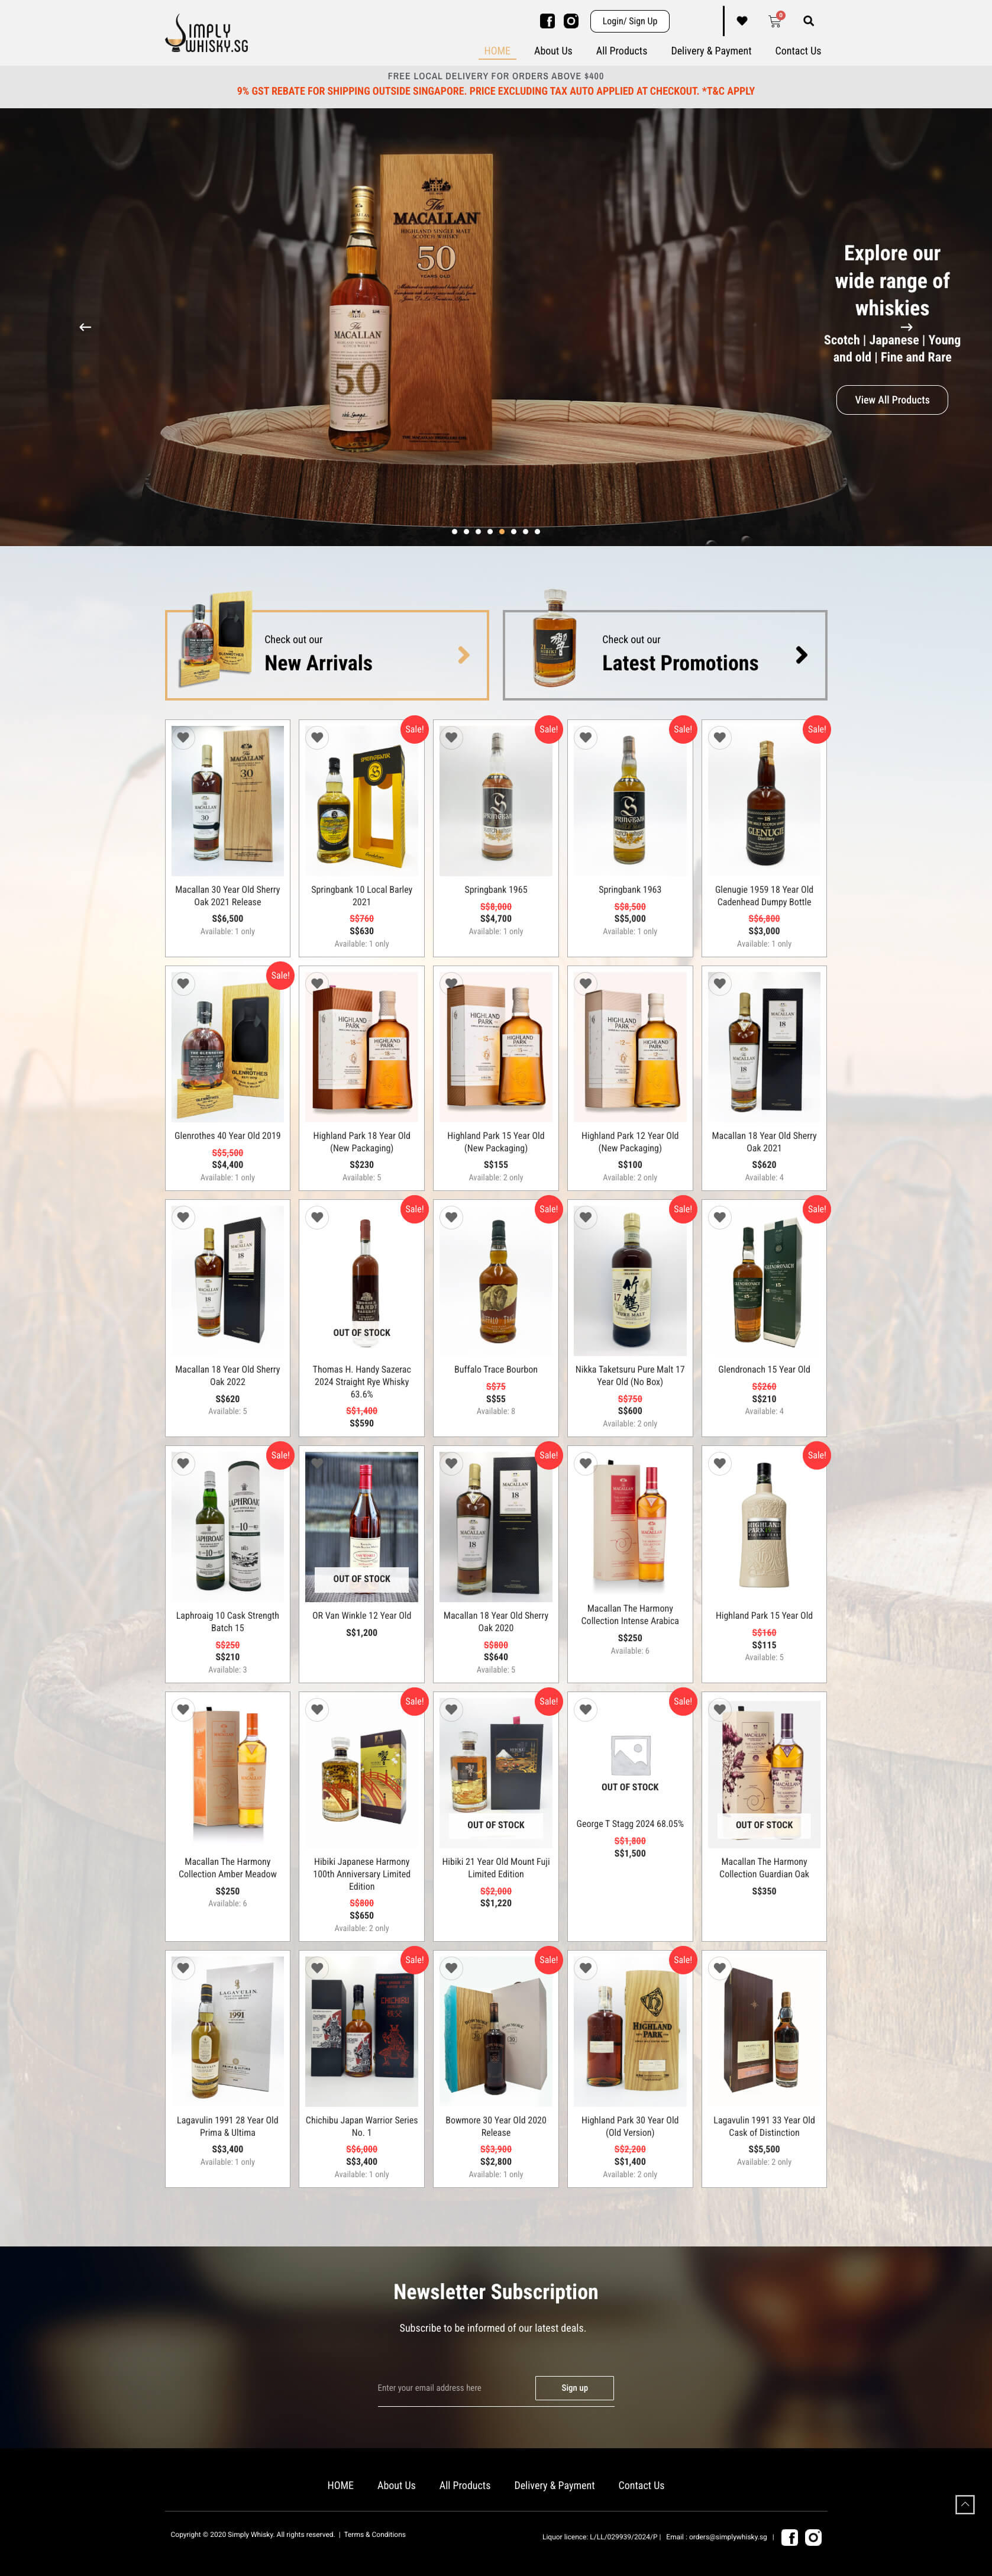 SIMPLY
WHISKY.SG
Login/ Sign Up
0
HOME
About Us
All Products
Delivery & Payment
Contact Us
FREE LOCAL DELIVERY FOR ORDERS ABOVE $400
9% GST REBATE FOR SHIPPING OUTSIDE SINGAPORE. PRICE EXCLUDING TAX AUTO APPLIED AT CHECKOUT. *T&C APPLY
The
MACALLAN
HIGHLAND SINGLE MALT
SCOTCH WHISKY
50
YEARS OLD
The
MACALLAN
50
Explore our
wide range of
whiskies
Scotch | Japanese | Young
and old | Fine and Rare
View All Products
Check out our
New Arrivals
Check out our
Latest Promotions
Macallan 30 Year Old Sherry
Oak 2021 Release
S$6,500
Available: 1 only
Sale!
Springbank 10 Local Barley
2021
S$760
S$630
Available: 1 only
Sale!
Springbank 1965
S$8,000
S$4,700
Available: 1 only
Sale!
Springbank 1963
S$8,500
S$5,000
Available: 1 only
Sale!
Glenugie 1959 18 Year Old
Cadenhead Dumpy Bottle
S$6,800
S$3,000
Available: 1 only
Sale!
Glenrothes 40 Year Old 2019
S$5,500
S$4,400
Available: 1 only
Highland Park 18 Year Old
(New Packaging)
S$230
Available: 5
Highland Park 15 Year Old
(New Packaging)
S$155
Available: 2 only
Highland Park 12 Year Old
(New Packaging)
S$100
Available: 2 only
Macallan 18 Year Old Sherry
Oak 2021
S$620
Available: 4
Macallan 18 Year Old Sherry
Oak 2022
S$620
Available: 5
Sale!
OUT OF STOCK
Thomas H. Handy Sazerac
2024 Straight Rye Whisky
63.6%
S$1,400
S$590
Sale!
Buffalo Trace Bourbon
S$75
S$55
Available: 8
Sale!
Nikka Taketsuru Pure Malt 17
Year Old (No Box)
S$750
S$600
Available: 2 only
Sale!
Glendronach 15 Year Old
S$260
S$210
Available: 4
Sale!
Laphroaig 10 Cask Strength
Batch 15
S$250
S$210
Available: 3
OUT OF STOCK
OR Van Winkle 12 Year Old
S$1,200
Sale!
Macallan 18 Year Old Sherry
Oak 2020
S$800
S$640
Available: 5
Macallan The Harmony
Collection Intense Arabica
S$250
Available: 6
Sale!
Highland Park 15 Year Old
S$160
S$115
Available: 5
Macallan The Harmony
Collection Amber Meadow
S$250
Available: 6
Sale!
Hibiki Japanese Harmony
100th Anniversary Limited
Edition
S$800
S$650
Available: 2 only
Sale!
OUT OF STOCK
Hibiki 21 Year Old Mount Fuji
Limited Edition
S$2,000
S$1,220
Sale!
OUT OF STOCK
George T Stagg 2024 68.05%
S$1,800
S$1,500
OUT OF STOCK
Macallan The Harmony
Collection Guardian Oak
S$350
Lagavulin 1991 28 Year Old
Prima & Ultima
S$3,400
Available: 1 only
Sale!
Chichibu Japan Warrior Series
No. 1
S$6,000
S$3,400
Available: 1 only
Sale!
Bowmore 30 Year Old 2020
Release
S$3,900
S$2,800
Available: 1 only
Sale!
Highland Park 30 Year Old
(Old Version)
S$2,200
S$1,400
Available: 2 only
Lagavulin 1991 33 Year Old
Cask of Distinction
S$5,500
Available: 2 only
Newsletter Subscription
Subscribe to be informed of our latest deals.
Enter your email address here
Sign up
HOME
About Us
All Products
Delivery & Payment
Contact Us
Copyright © 2020 Simply Whisky. All rights reserved. | Terms & Conditions
Liquor licence: L/LL/029939/2024/P | Email : orders@simplywhisky.sg |